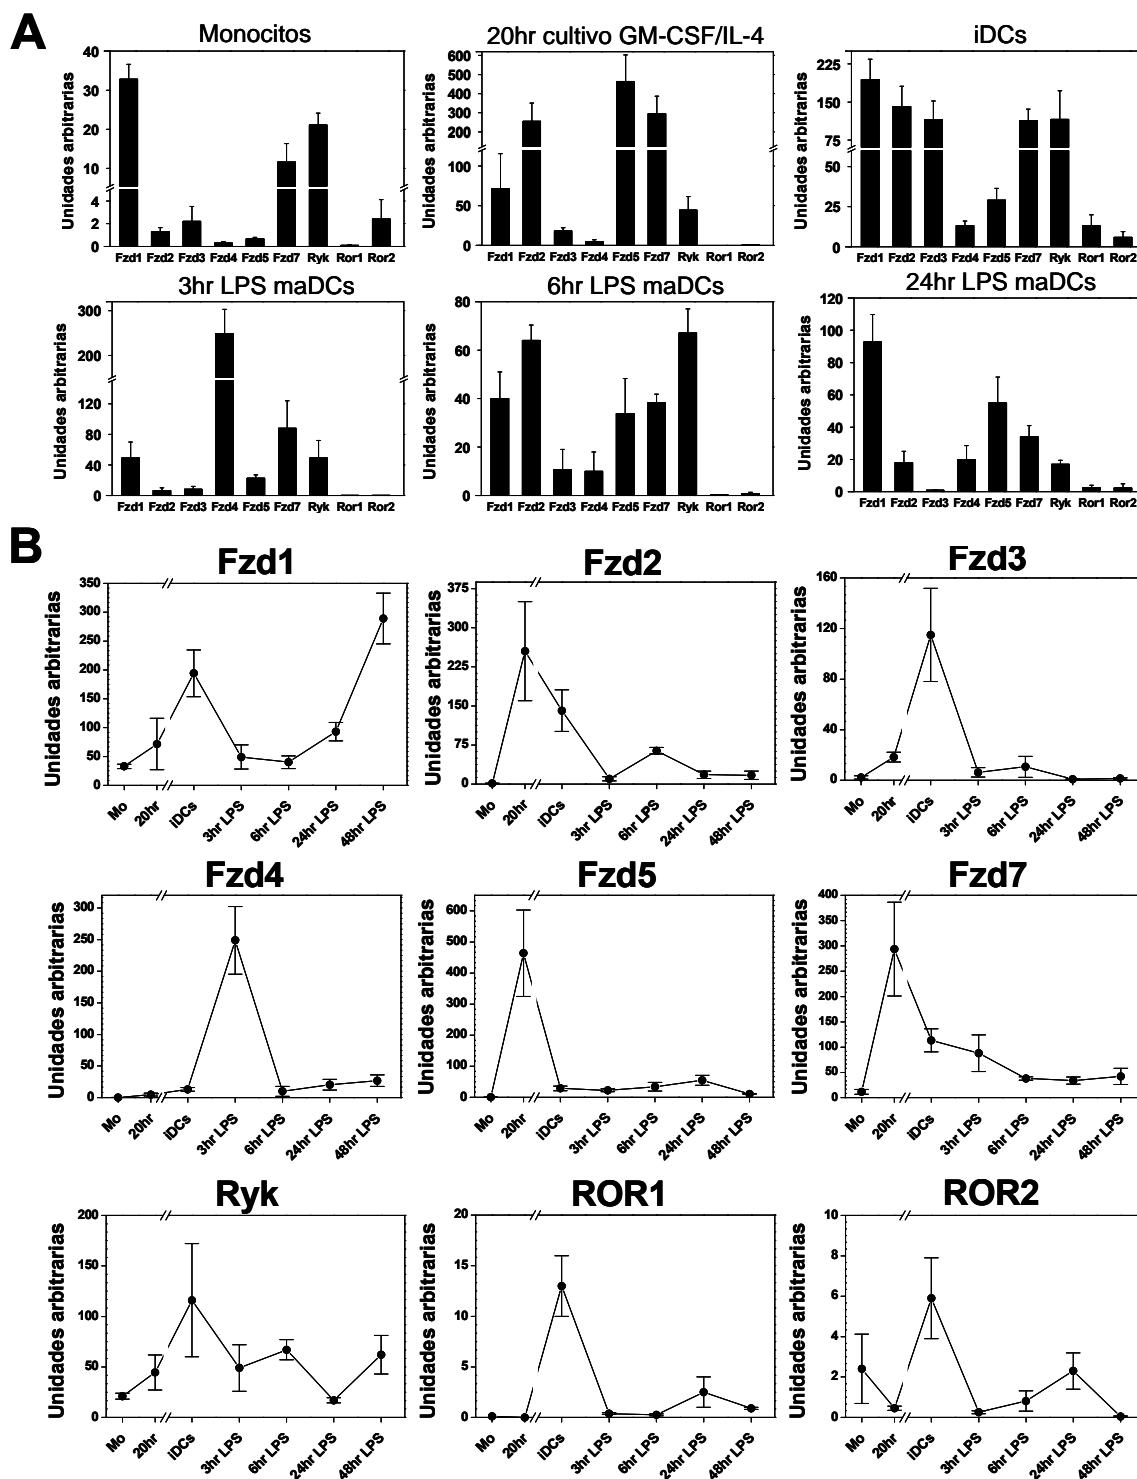 A
Monocitos
20hr cultivo GM-CSF/IL-4
iDCs
Unidades arbitrarias
40
30
20
10
4
2
0
Fzd1 Fzd2 Fzd3 Fzd4 Fzd5 Fzd7 Ryk Ror1 Ror2
Unidades arbitrarias
600
500
400
300
200
100
50
0
Fzd1 Fzd2 Fzd3 Fzd4 Fzd5 Fzd7 Ryk Ror1 Ror2
Unidades arbitrarias
225
150
75
50
25
0
Fzd1 Fzd2 Fzd3 Fzd4 Fzd5 Fzd7 Ryk Ror1 Ror2
3hr LPS maDCs
6hr LPS maDCs
24hr LPS maDCs
Unidades arbitrarias
300
200
120
80
40
0
Fzd1 Fzd2 Fzd3 Fzd4 Fzd5 Fzd7 Ryk Ror1 Ror2
Unidades arbitrarias
80
60
40
20
0
Fzd1 Fzd2 Fzd3 Fzd4 Fzd5 Fzd7 Ryk Ror1 Ror2
Unidades arbitrarias
120
100
80
60
40
20
0
Fzd1 Fzd2 Fzd3 Fzd4 Fzd5 Fzd7 Ryk Ror1 Ror2
B
Fzd1
Unidades arbitrarias
350
300
250
200
150
100
50
0
Mo 20hr iDCs 3hr LPS 6hr LPS 24hr LPS 48hr LPS
Fzd2
Unidades arbitrarias
375
300
225
150
75
0
Mo 20hr iDCs 3hr LPS 6hr LPS 24hr LPS 48hr LPS
Fzd3
Unidades arbitrarias
160
120
80
40
0
Mo 20hr iDCs 3hr LPS 6hr LPS 24hr LPS 48hr LPS
Fzd4
Unidades arbitrarias
300
250
200
150
100
50
0
Mo 20hr iDCs 3hr LPS 6hr LPS 24hr LPS 48hr LPS
Fzd5
Unidades arbitrarias
600
500
400
300
200
100
0
Mo 20hr iDCs 3hr LPS 6hr LPS 24hr LPS 48hr LPS
Fzd7
Unidades arbitrarias
400
350
300
250
200
150
100
50
0
Mo 20hr iDCs 3hr LPS 6hr LPS 24hr LPS 48hr LPS
Ryk
Unidades arbitrarias
200
150
100
50
0
Mo 20hr iDCs 3hr LPS 6hr LPS 24hr LPS 48hr LPS
ROR1
Unidades arbitrarias
20
15
10
5
0
Mo 20hr iDCs 3hr LPS 6hr LPS 24hr LPS 48hr LPS
ROR2
Unidades arbitrarias
10
8
6
4
2
0
Mo 20hr iDCs 3hr LPS 6hr LPS 24hr LPS 48hr LPS